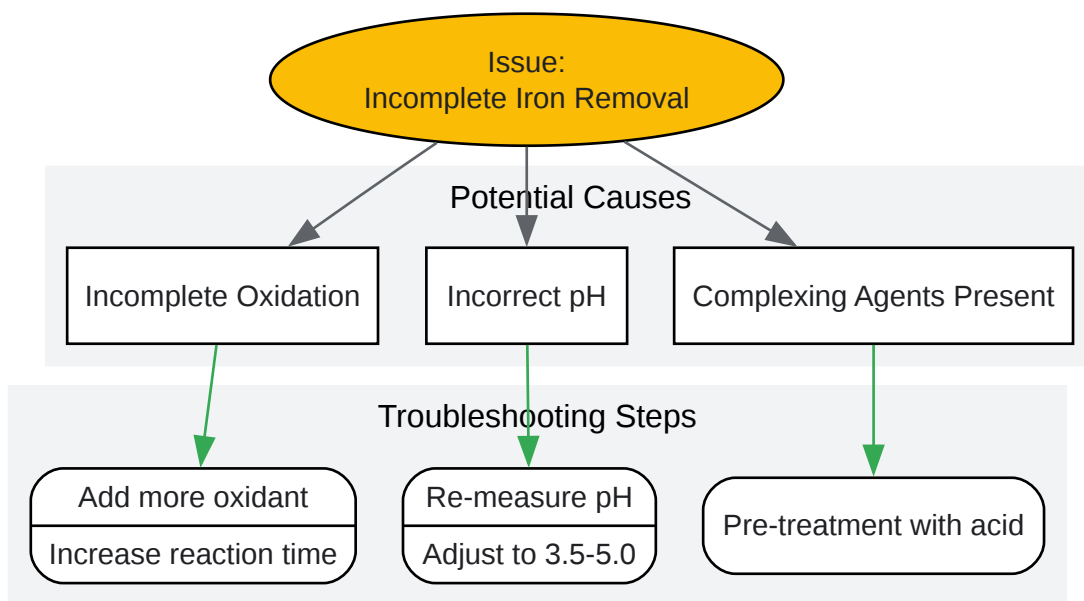 Issue:
Incomplete Iron Removal
Potential Causes
Incomplete Oxidation
Incorrect pH
Complexing Agents Present
Troubleshooting Steps
Add more oxidant
Increase reaction time
Re-measure pH
Adjust to 3.5-5.0
Pre-treatment with acid